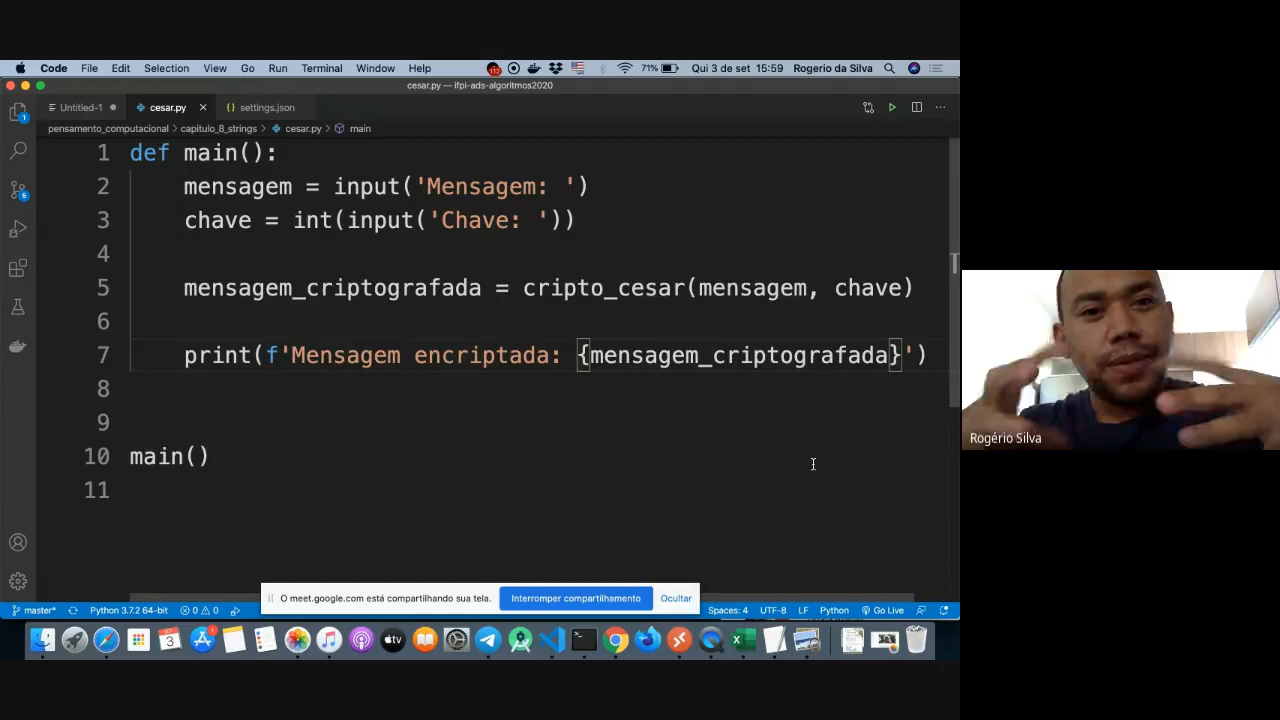 Code File Edit Selection View Go Run Terminal Window Help 112 71% Qui 3 de set 15:59 Rogerio da Silva
cesar.py — ifpi-ads-algoritmos2020
Untitled-1 cesar.py settings.json
pensamento_computacional > capitulo_8_strings > cesar.py > main
1 def main():
2 mensagem = input('Mensagem: ')
3 chave = int(input('Chave: '))
4
5 mensagem_criptografada = cripto_cesar(mensagem, chave)
6
7 print(f'Mensagem encriptada: {mensagem_criptografada}')
8
9
10 main()
11
Rogério Silva
O meet.google.com está compartilhando sua tela. Interromper compartilhamento Ocultar
master* Python 3.7.2 64-bit 0 0 Spaces: 4 UTF-8 LF Python Go Live